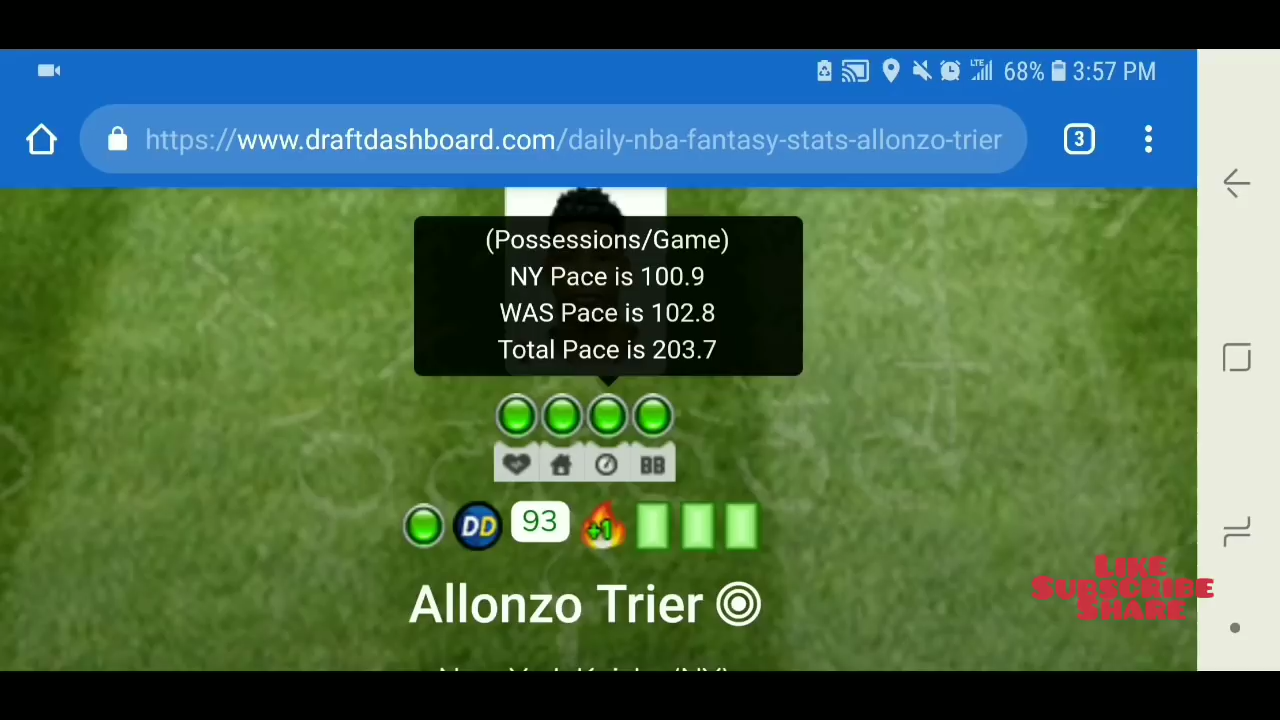 LTE 68% 3:57 PM
https://www.draftdashboard.com/daily-nba-fantasy-stats-allonzo-trier
3
(Possessions/Game)
NY Pace is 100.9
WAS Pace is 102.8
Total Pace is 203.7
BB
DD 93 +1
Allonzo Trier
LIKE
SUBSCRIBE
SHARE